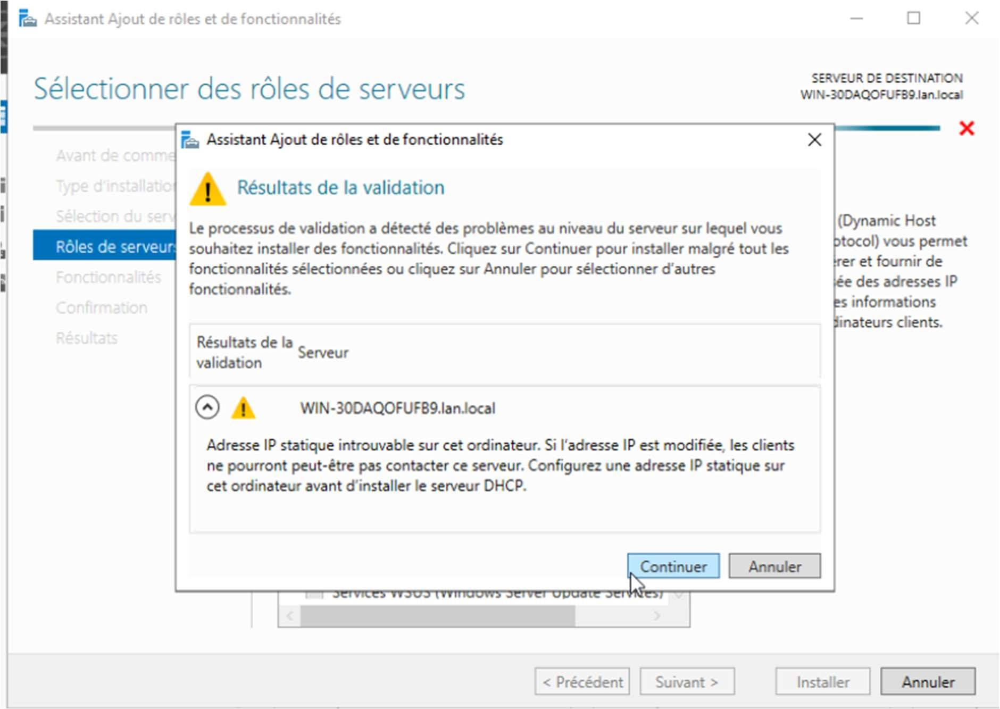 Assistant Ajout de rôles et de fonctionnalités
Sélectionner des rôles de serveurs
SERVEUR DE DESTINATION
WIN-30DAQOFUFB9.lan.local
Avant de comme
Type d'installation
Sélection du serv
Rôles de serveurs
Fonctionnalités
Confirmation
Résultats
Assistant Ajout de rôles et de fonctionnalités
Résultats de la validation
Le processus de validation a détecté des problèmes au niveau du serveur sur lequel vous
souhaitez installer des fonctionnalités. Cliquez sur Continuer pour installer malgré tout les
fonctionnalités sélectionnées ou cliquez sur Annuler pour sélectionner d'autres
fonctionnalités.
Résultats de la
validation
Serveur
WIN-30DAQOFUFB9.lan.local
Adresse IP statique introuvable sur cet ordinateur. Si l'adresse IP est modifiée, les clients
ne pourront peut-être pas contacter ce serveur. Configurez une adresse IP statique sur
cet ordinateur avant d'installer le serveur DHCP.
Continuer
Annuler
(Dynamic Host
otocol) vous permet
érer et fournir de
sée des adresses IP
es informations
dinateurs clients.
Services WSUS (Windows Server Update Services)
< Précédent
Suivant >
Installer
Annuler